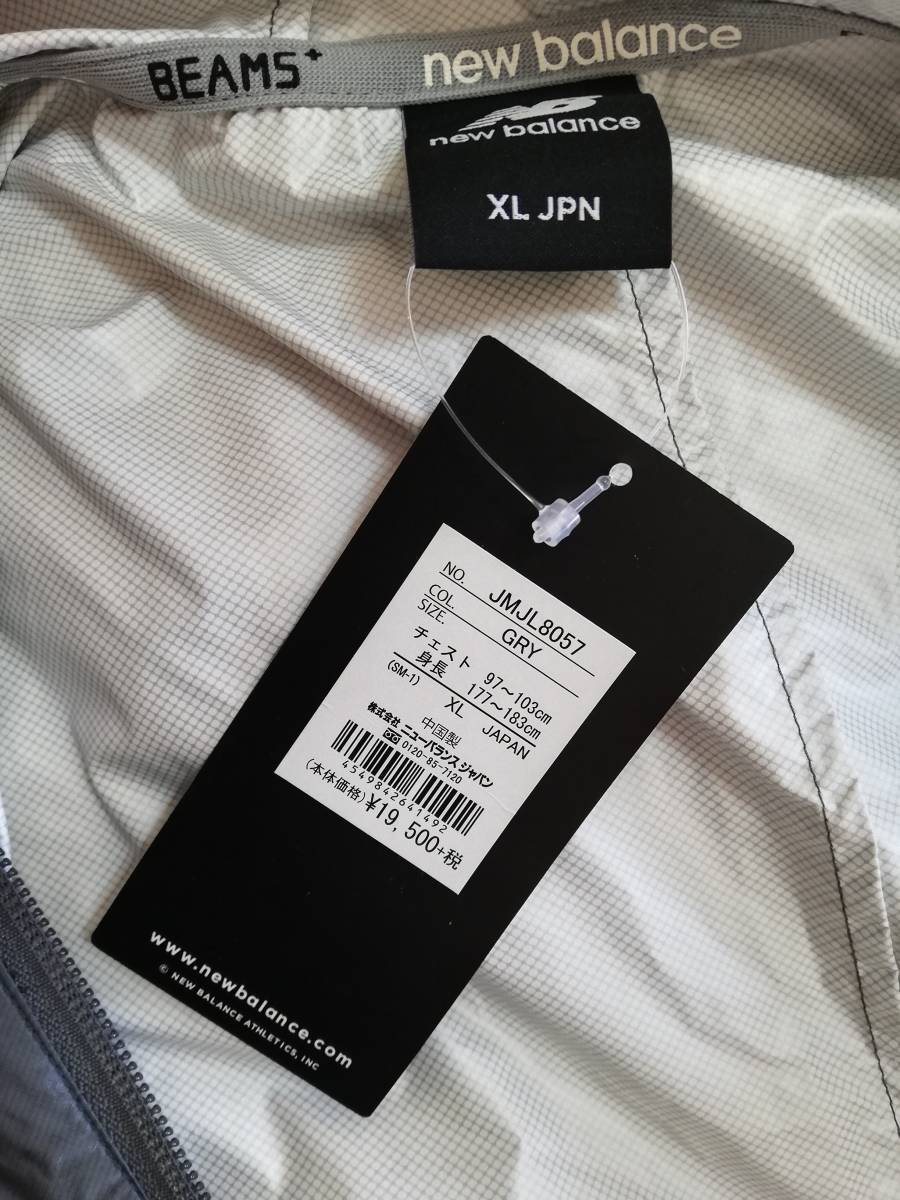 BEAMS+ new balance
new balance
XL JPN
NO. JMJL8057
COL. GRY
SIZE.
チェスト 97~103cm
身長 177~183cm
(SM-1) XL JAPAN
中国製
株式会社 ニューバランス ジャパン
0120-85-7120
4549842641492
(本体価格) ¥19,500+税
www.newbalance.com
© NEW BALANCE ATHLETICS, INC